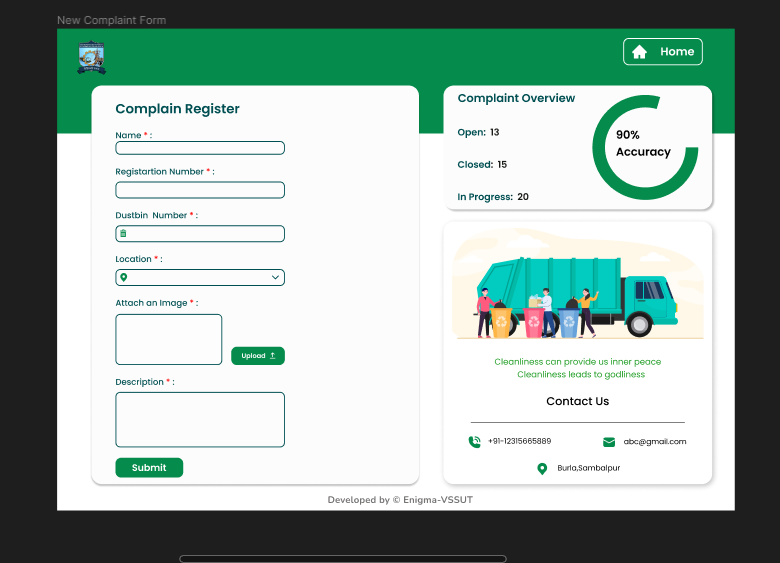 New Complaint Form
Home
Complain Register
Name * :
Registartion Number * :
Dustbin Number * :
Location * :
Attach an Image * :
Upload
Description * :
Submit
Complaint Overview
Open: 13
Closed: 15
In Progress: 20
90%
Accuracy
Cleanliness can provide us inner peace
Cleanliness leads to godliness
Contact Us
+91-12315665889
abc@gmail.com
Burla,Sambalpur
Developed by © Enigma-VSSUT